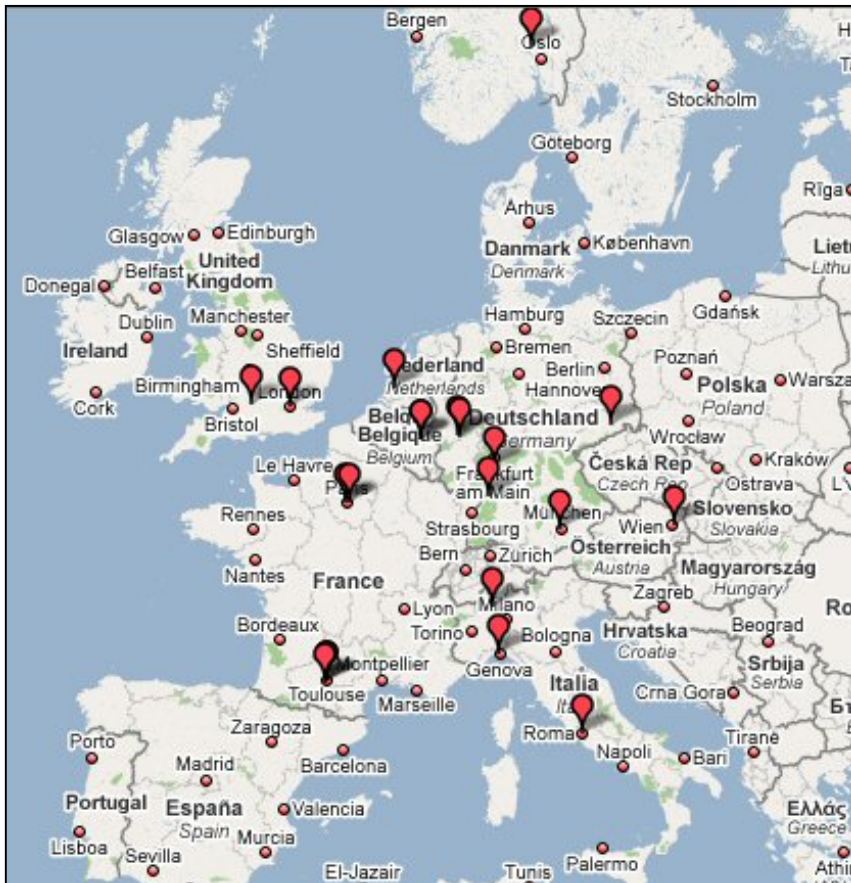 Bergen
Oslo
Stockholm
Göteborg
Rīga
Århus
Glasgow
Edinburgh
Danmark
København
Denmark
United
Kingdom
Donegal
Belfast
Gdańsk
Dublin
Manchester
Hamburg
Szczecin
Ireland
Sheffield
Bremen
Nederland
Berlin
Poznań
Birmingham
London
Netherlands
Hannover
Polska
Warsza
Poland
Cork
Bristol
Belgique
Deutschland
Germany
Wrocław
Belgium
Le Havre
Frankfurt
am Main
Česká Rep
Czech Rep
Kraków
Ostrava
Paris
Rennes
Strasbourg
München
Wien
Slovensko
Slovakia
Österreich
Austria
Nantes
Bern
Zürich
Magyarország
Hungary
France
Zagreb
Lyon
Milano
Bordeaux
Torino
Bologna
Hrvatska
Croatia
Beograd
Ro
Montpellier
Genova
Srbija
Serbia
Toulouse
Marseille
Italia
Crna Gora
Zaragoza
Roma
Tiranë
Porto
Madrid
Barcelona
Napoli
Bari
Portugal
España
Spain
Valencia
Ελλάς
Greece
Lisboa
Murcia
Sevilla
El-Jazair
Tunis
Palermo
Athin